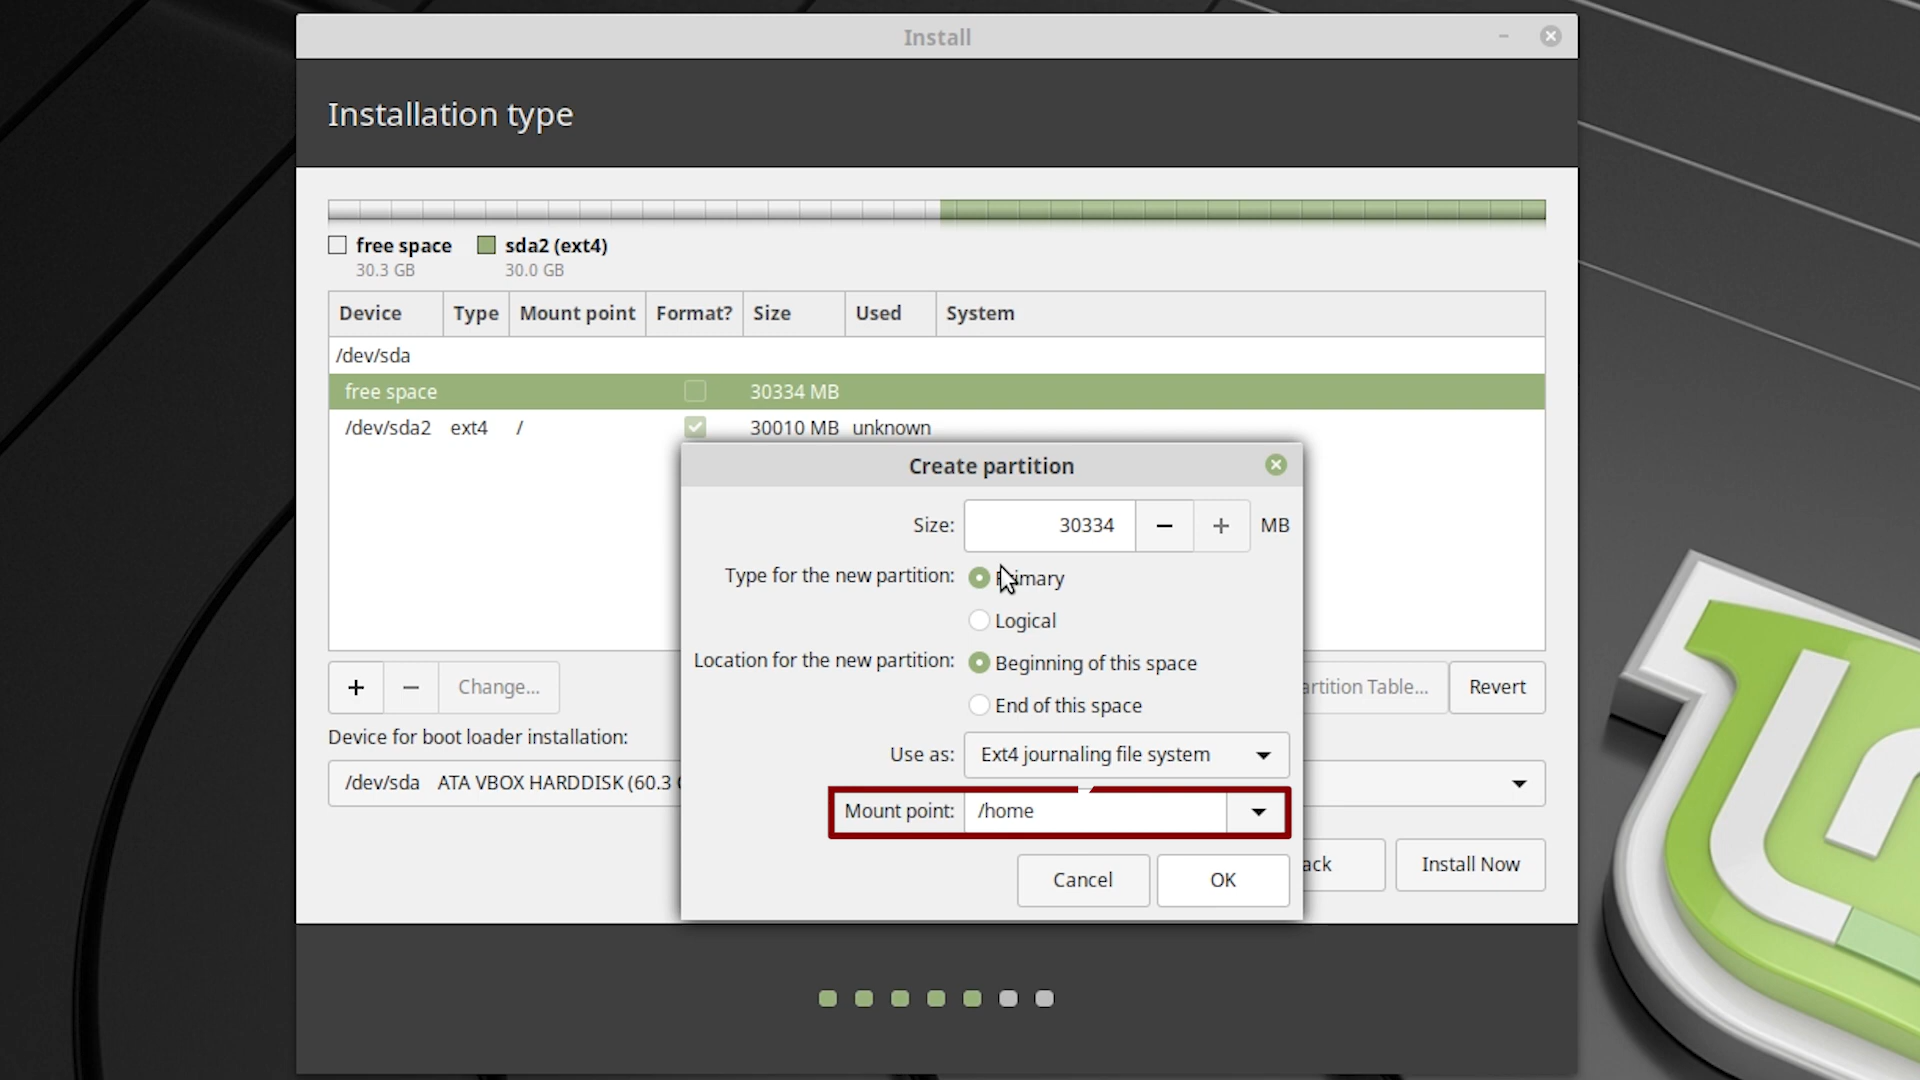 Install
Installation type
free space
sda2 (ext4)
30.3 GB
30.0 GB
Device Type Mount point Format? Size Used System
/dev/sda
free space 30334 MB
/dev/sda2 ext4 / 30010 MB unknown
Create partition
Size: 30334 MB
Type for the new partition:
Logical
Location for the new partition: Beginning of this space
End of this space
Use as: Ext4 journaling file system
Mount point: /home
Cancel OK
+ − Change... Table... Revert
Device for boot loader installation:
/dev/sda ATA VBOX HARDDISK (60.3
Install Now